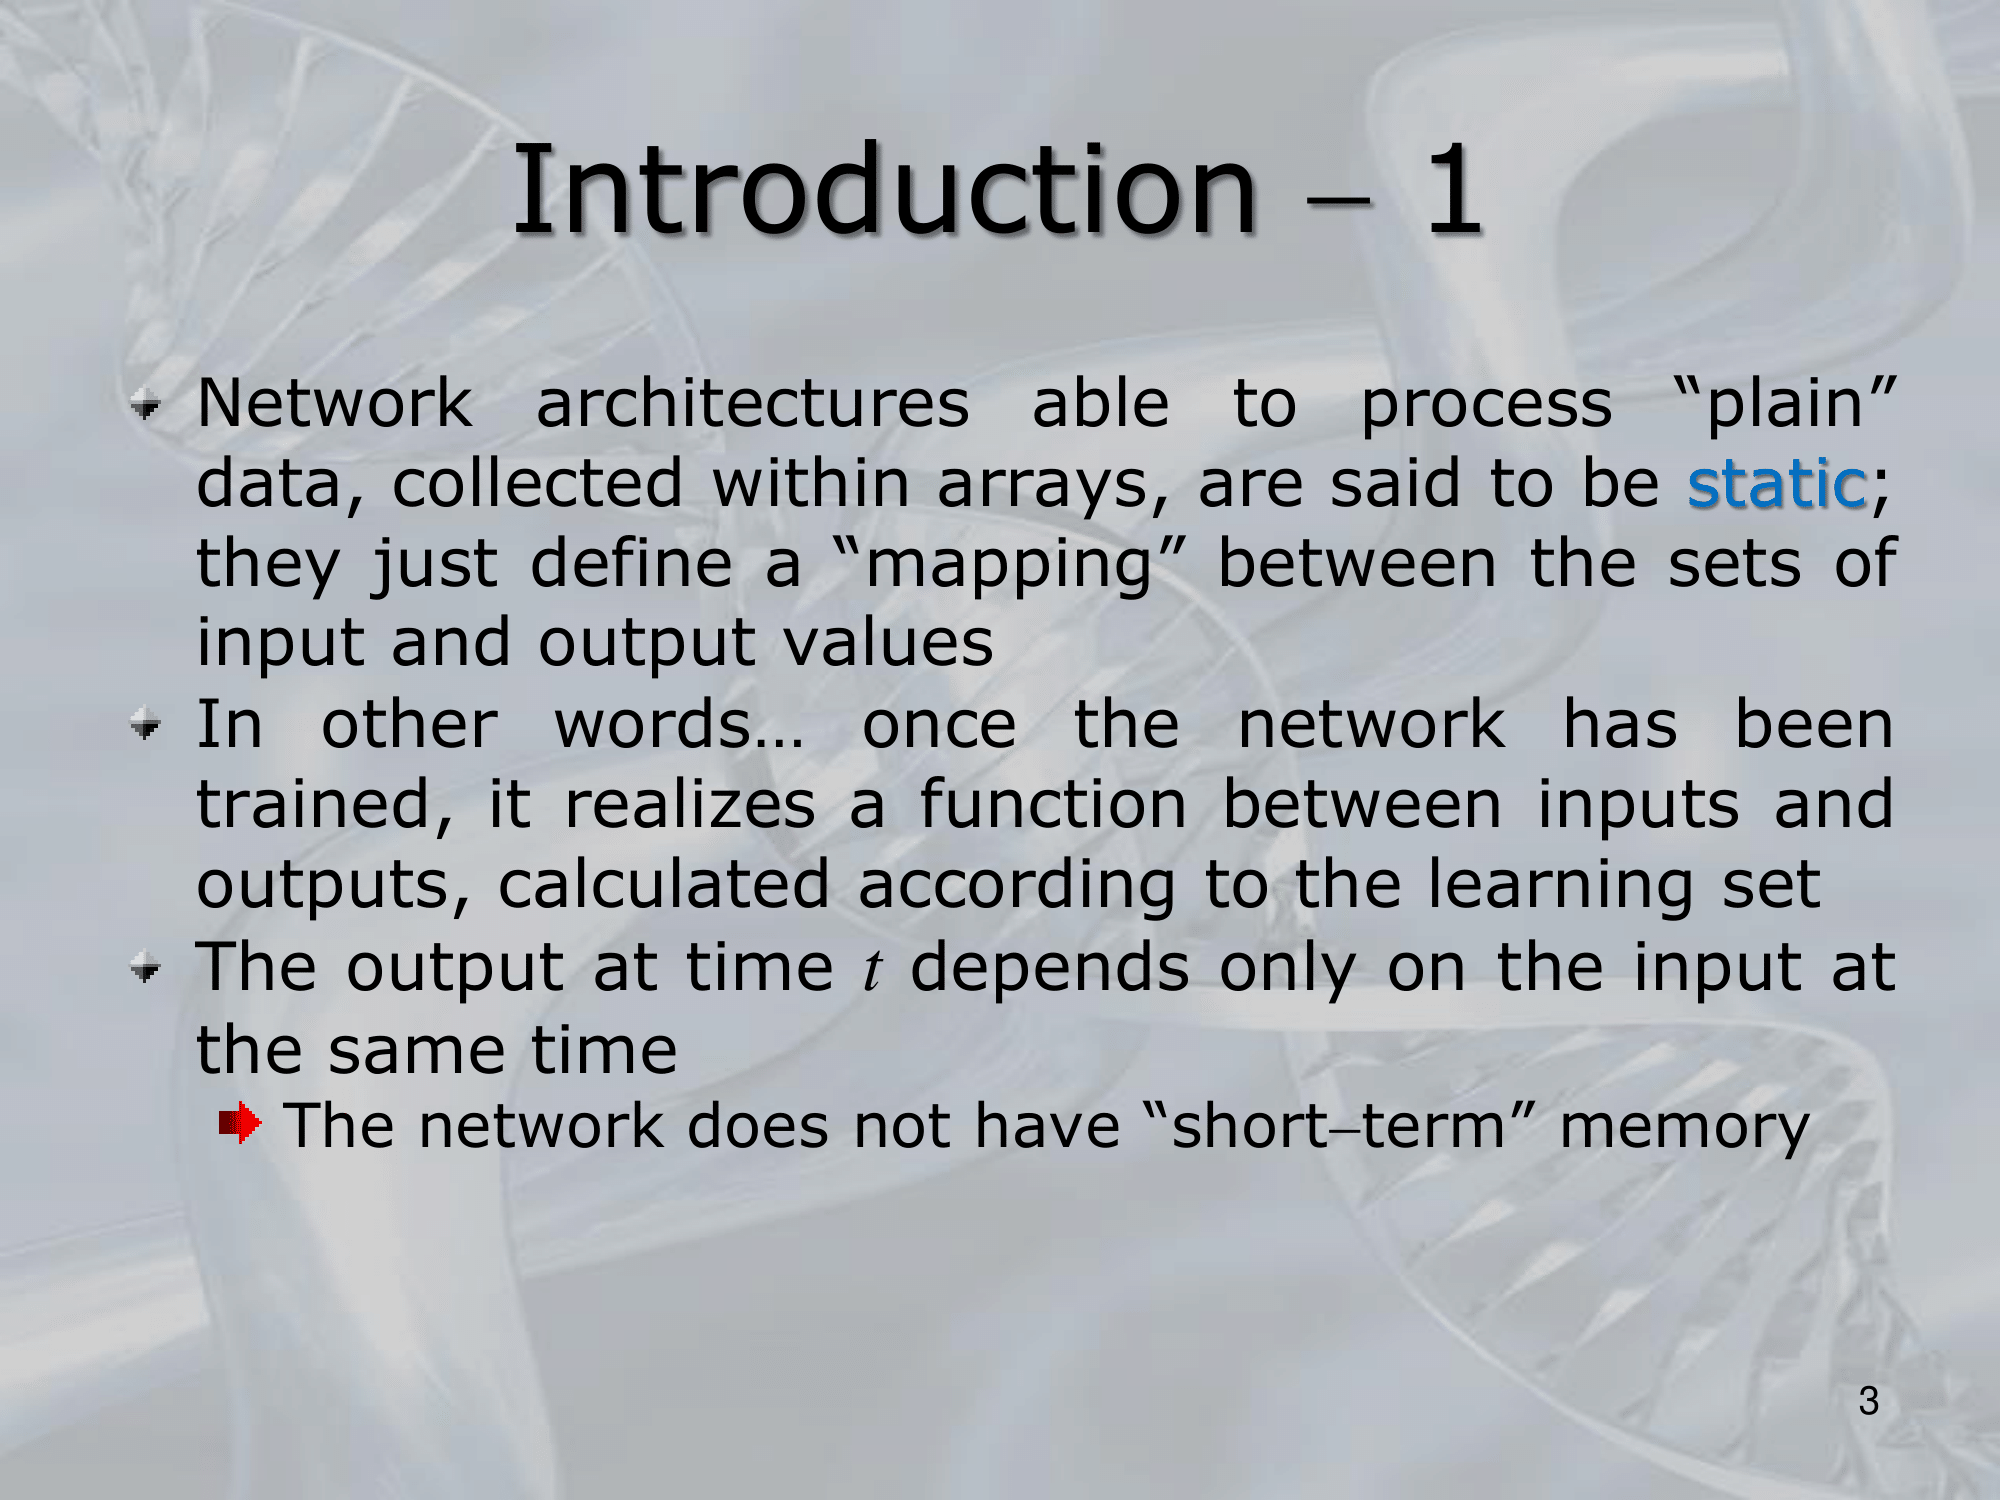 Introduction – 1
Network architectures able to process “plain”
data, collected within arrays, are said to be static;
they just define a “mapping” between the sets of
input and output values
In other words… once the network has been
trained, it realizes a function between inputs and
outputs, calculated according to the learning set
The output at time t depends only on the input at
the same time
The network does not have “short–term” memory
3